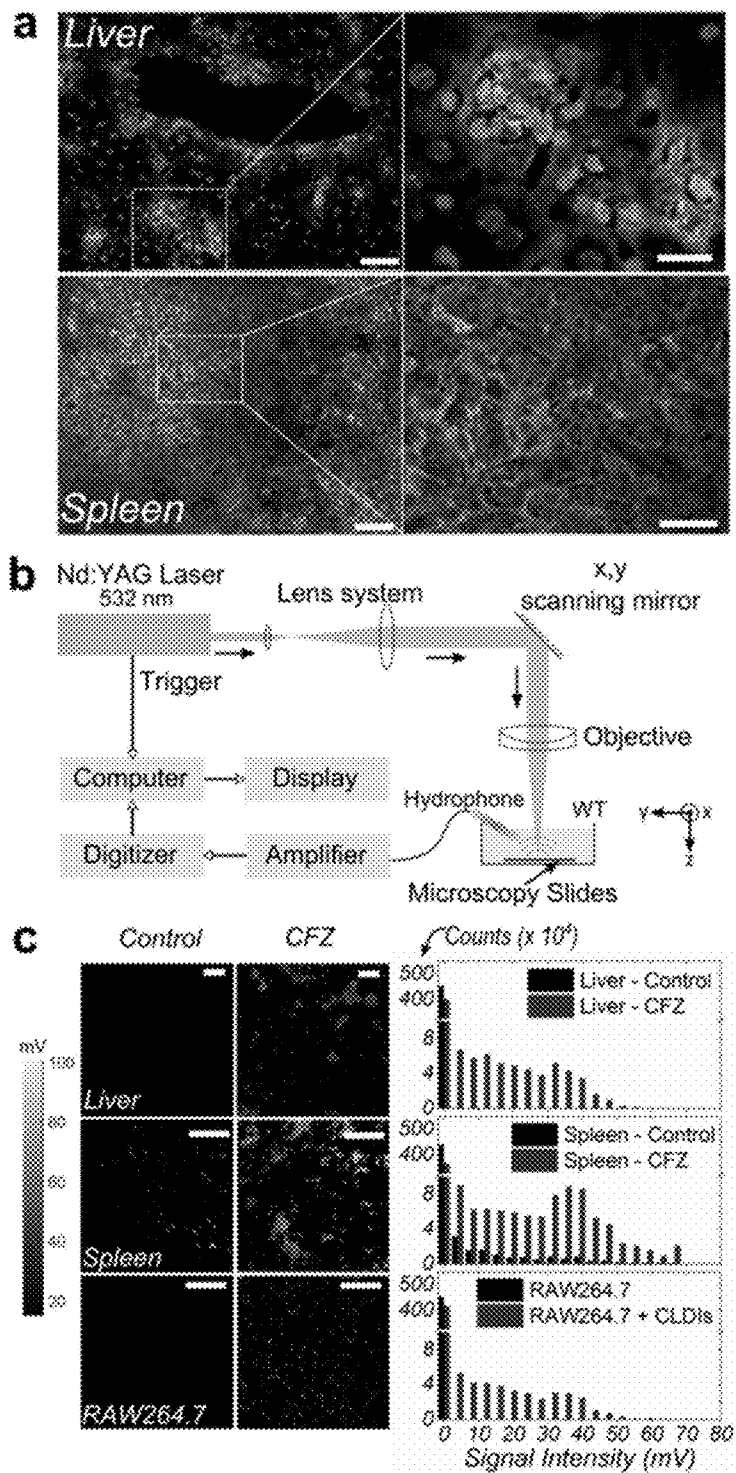 a
Liver
Spleen
b
Nd:YAG Laser
532 nm
Lens system
x,y
scanning mirror
Trigger
Objective
Computer
Display
Hydrophone
WT
y
x
z
Digitizer
Amplifier
Microscopy Slides
c
Control
CFZ
Counts (x 10⁴)
mV
100
80
60
40
20
Liver
Spleen
RAW264.7
500
400
8
4
0
Liver - Control
Liver - CFZ
500
400
8
4
0
Spleen - Control
Spleen - CFZ
500
400
8
4
0
RAW264.7
RAW264.7 + CLDIs
0 10 20 30 40 50 60 70 80
Signal Intensity (mV)